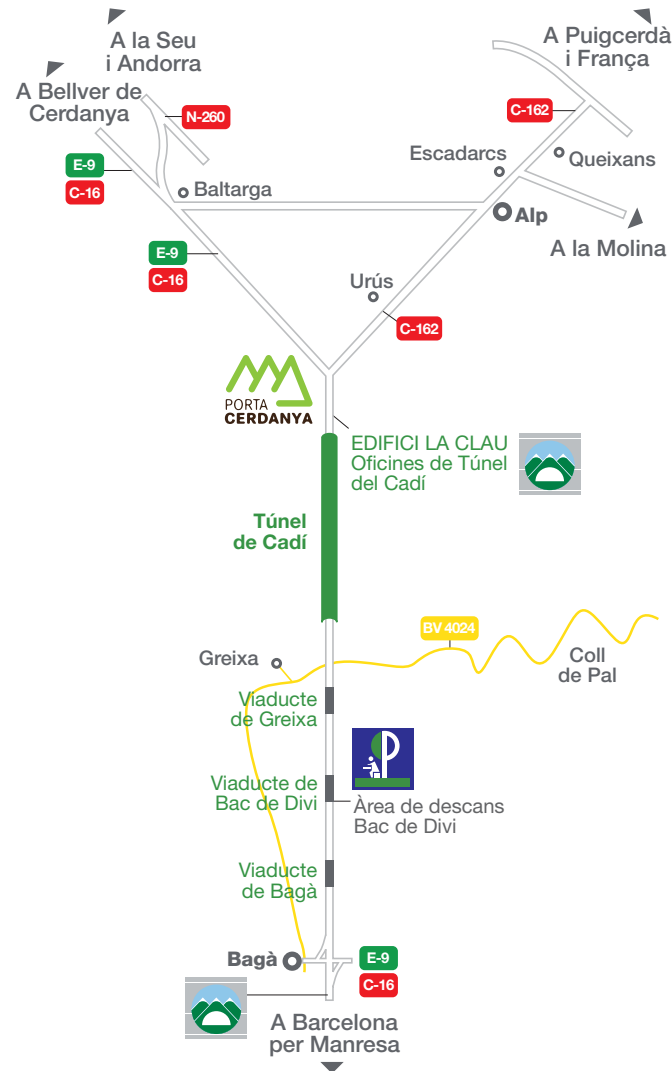 A la Seu
i Andorra
A Puigcerdà
i França
A Bellver de
Cerdanya
N-260
C-162
E-9
C-16
Escadarcs
Queixans
Baltarga
Alp
A la Molina
E-9
C-16
Urús
C-162
PORTA
CERDANYA
EDIFICI LA CLAU
Oficines de Túnel
del Cadí
Túnel
de Cadí
BV 4024
Greixa
Coll
de Pal
Viaducte
de Greixa
Viaducte de
Bac de Divi
Àrea de descans
Bac de Divi
Viaducte
de Bagà
Bagà
E-9
C-16
A Barcelona
per Manresa